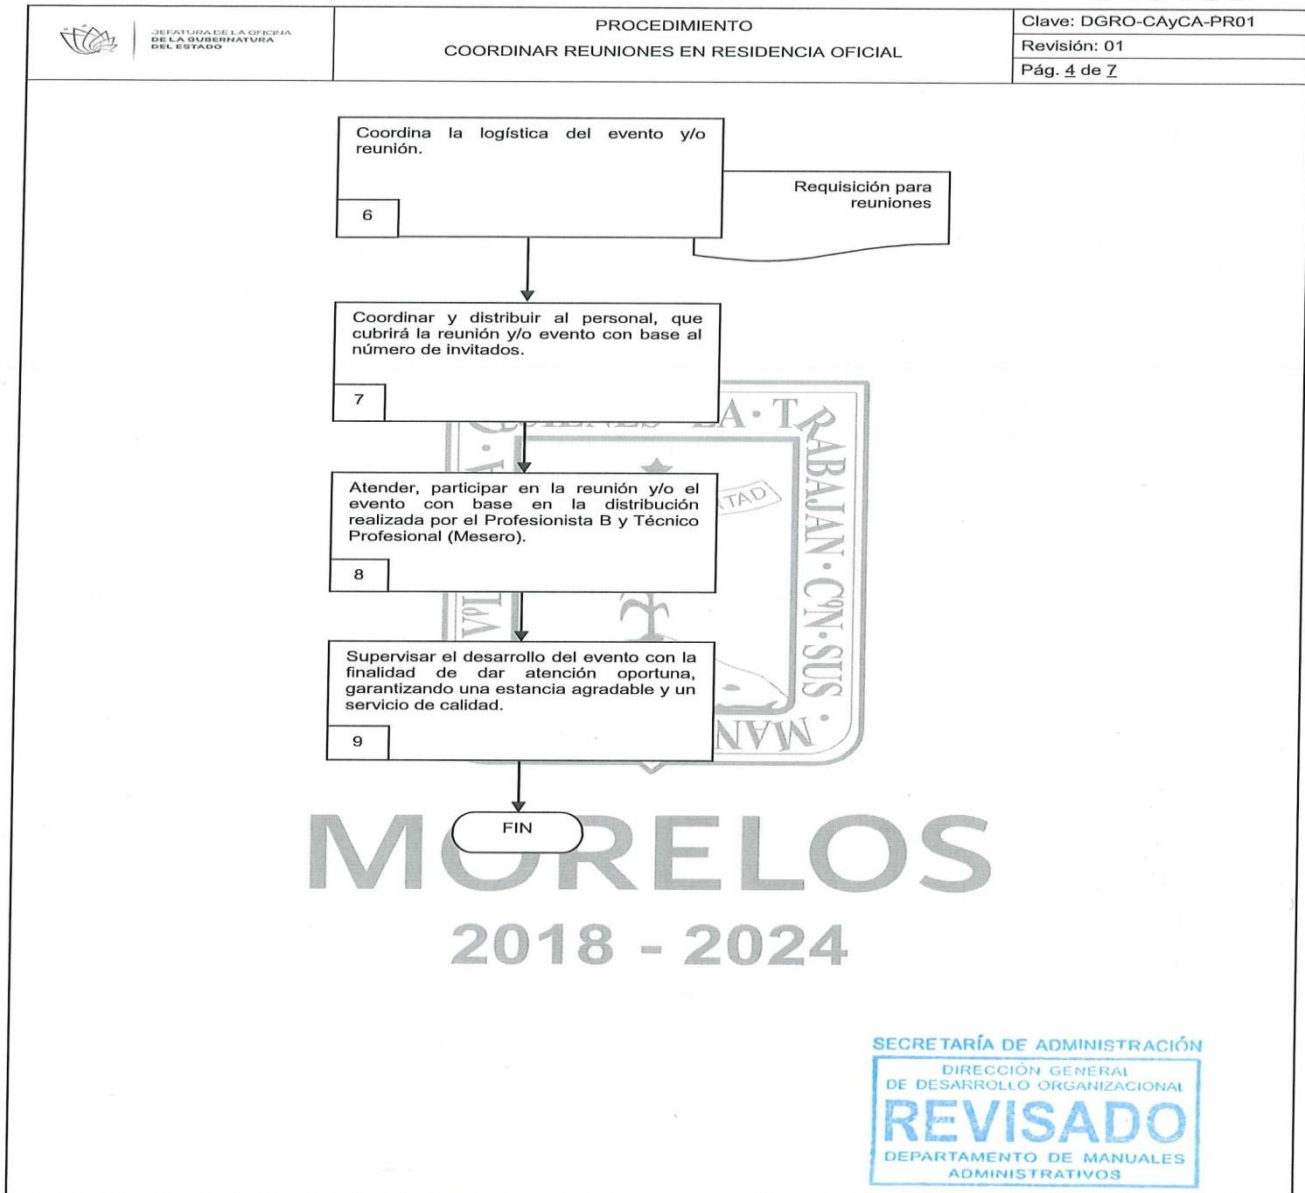 JEFATURA DE LA OFICINA
DE LA GUBERNATURA
DEL ESTADO
PROCEDIMIENTO
COORDINAR REUNIONES EN RESIDENCIA OFICIAL
Clave: DGRO-CAyCA-PR01
Revisión: 01
Pág. 4 de 7
Coordina la logística del evento y/o
reunión.
6
Requisición para
reuniones
Coordinar y distribuir al personal, que
cubrirá la reunión y/o evento con base al
número de invitados.
7
Atender, participar en la reunión y/o el
evento con base en la distribución
realizada por el Profesionista B y Técnico
Profesional (Mesero).
8
Supervisar el desarrollo del evento con la
finalidad de dar atención oportuna,
garantizando una estancia agradable y un
servicio de calidad.
9
FIN
LA · TRABAJAN · CON · SUS ·
MORELOS
2018 - 2024
SECRETARÍA DE ADMINISTRACIÓN
DIRECCIÓN GENERAL
DE DESARROLLO ORGANIZACIONAL
REVISADO
DEPARTAMENTO DE MANUALES
ADMINISTRATIVOS